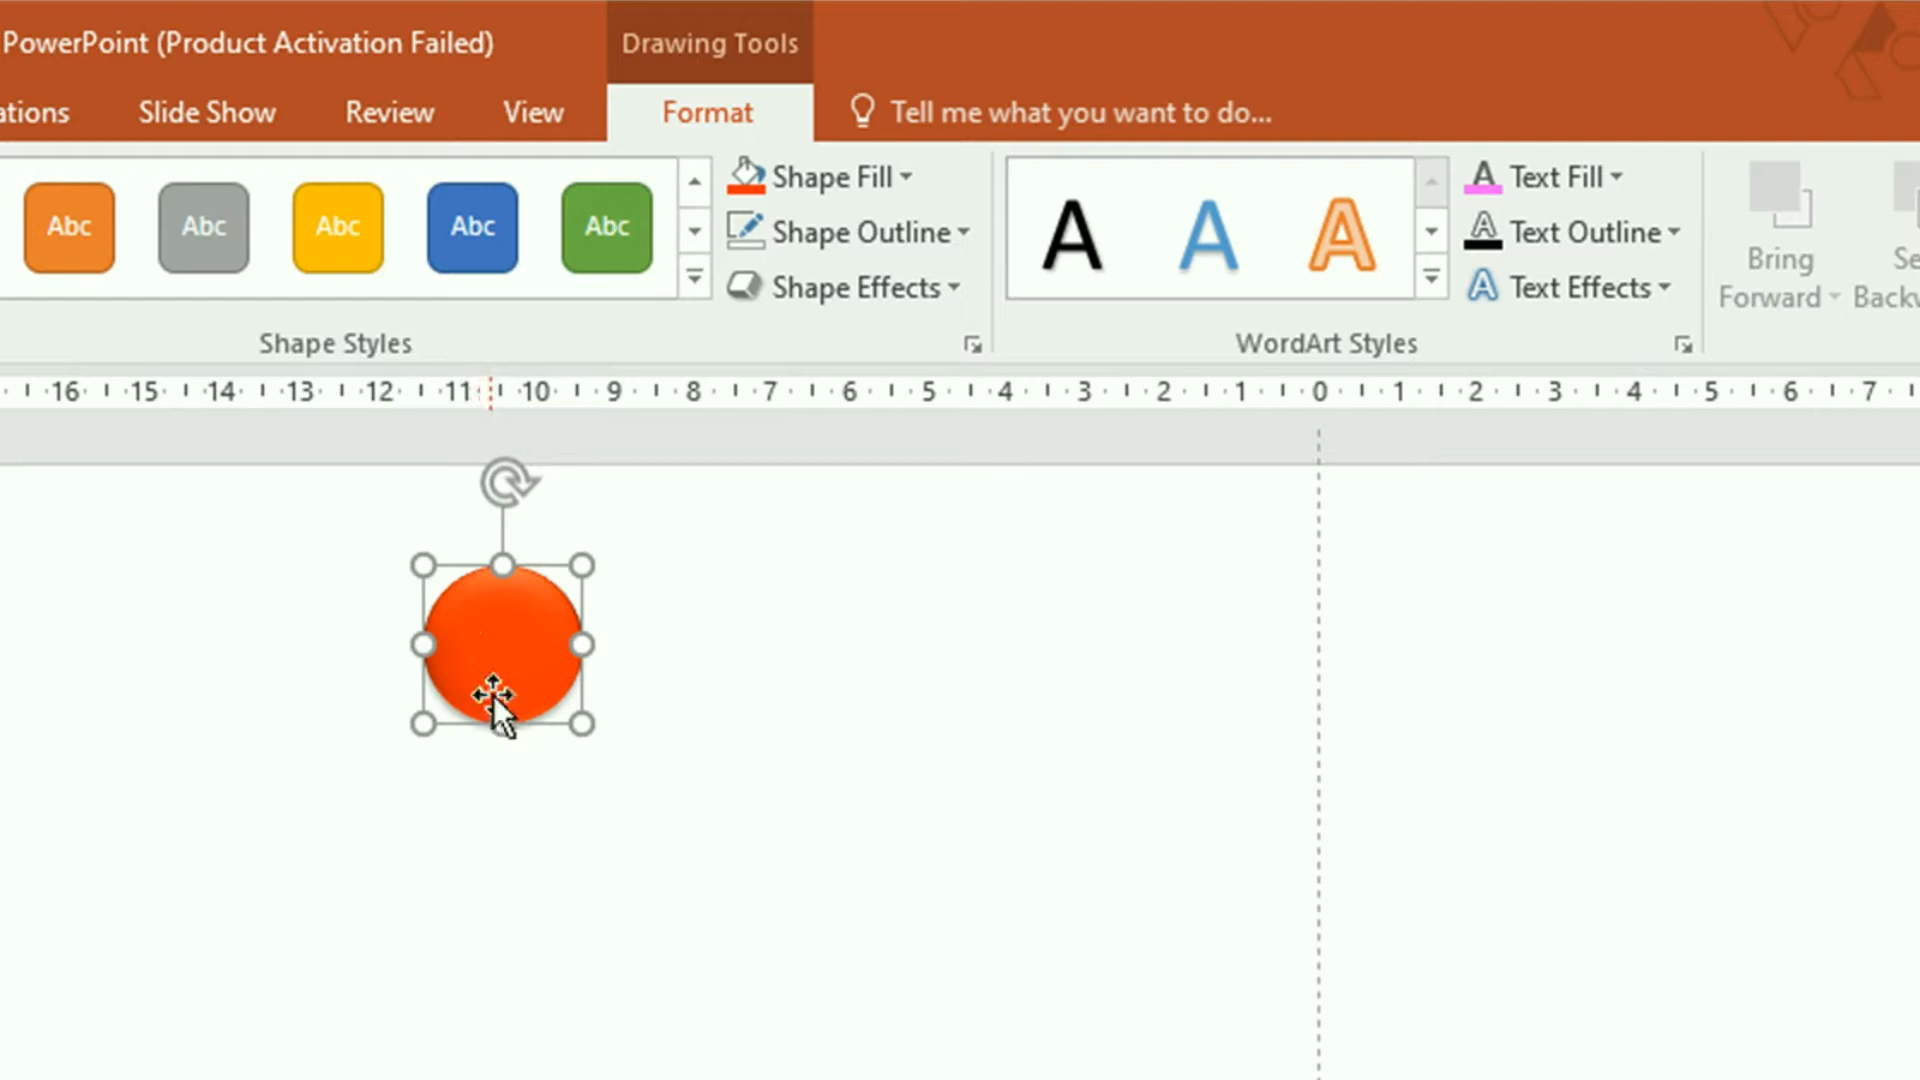 PowerPoint (Product Activation Failed)
Drawing Tools
ations
Slide Show
Review
View
Format
Tell me what you want to do...
Abc
Abc
Abc
Abc
Abc
Shape Fill
Shape Outline
Shape Effects
Shape Styles
A
A
A
Text Fill
Text Outline
Text Effects
WordArt Styles
Bring
Forward
Se
Backw
16 15 14 13 12 11 10 9 8 7 6 5 4 3 2 1 0 1 2 3 4 5 6 7